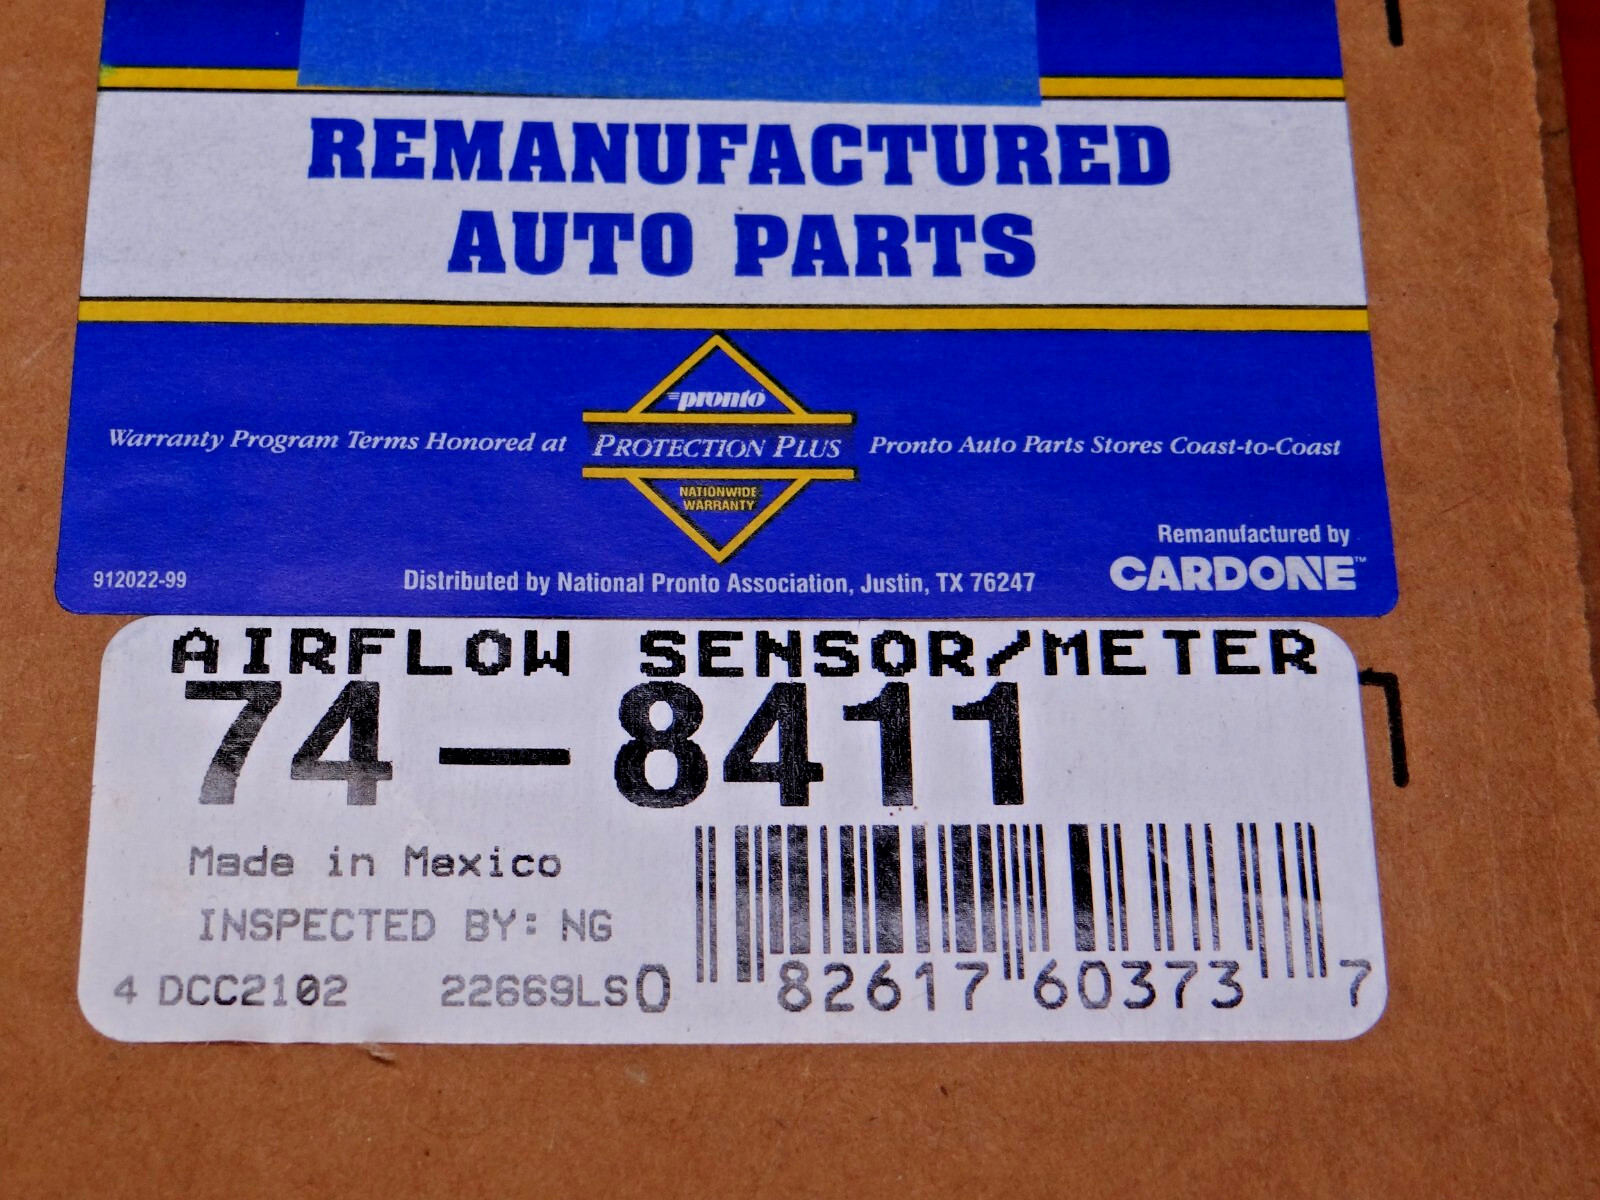 REMANUFACTURED
AUTO PARTS
pronto
Warranty Program Terms Honored at PROTECTION PLUS Pronto Auto Parts Stores Coast-to-Coast
NATIONWIDE
WARRANTY
Remanufactured by
CARDONE™
912022-99 Distributed by National Pronto Association, Justin, TX 76247
AIRFLOW SENSOR/METER
74-8411
Made in Mexico
INSPECTED BY: NG
4 DCC2102 22669LS
0 82617 60373 7